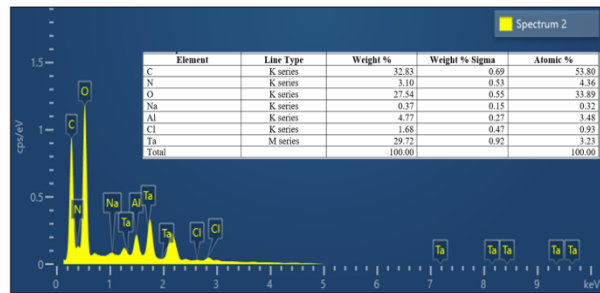 Spectrum 2
Element Line Type Weight % Weight % Sigma Atomic %
C K series 32.83 0.69 53.80
N K series 3.10 0.53 4.36
O K series 27.54 0.55 33.89
Na K series 0.37 0.15 0.32
Al K series 4.77 0.27 3.48
Cl K series 1.68 0.47 0.93
Ta M series 29.72 0.92 3.23
Total 100.00 100.00
cps/eV
1.5
1
0.5
0
O
C
N
Na
Ta
Al
Ta
Ta
Cl
Cl
Ta
Ta
Ta
Ta
Ta
0 1 2 3 4 5 6 7 8 9 keV